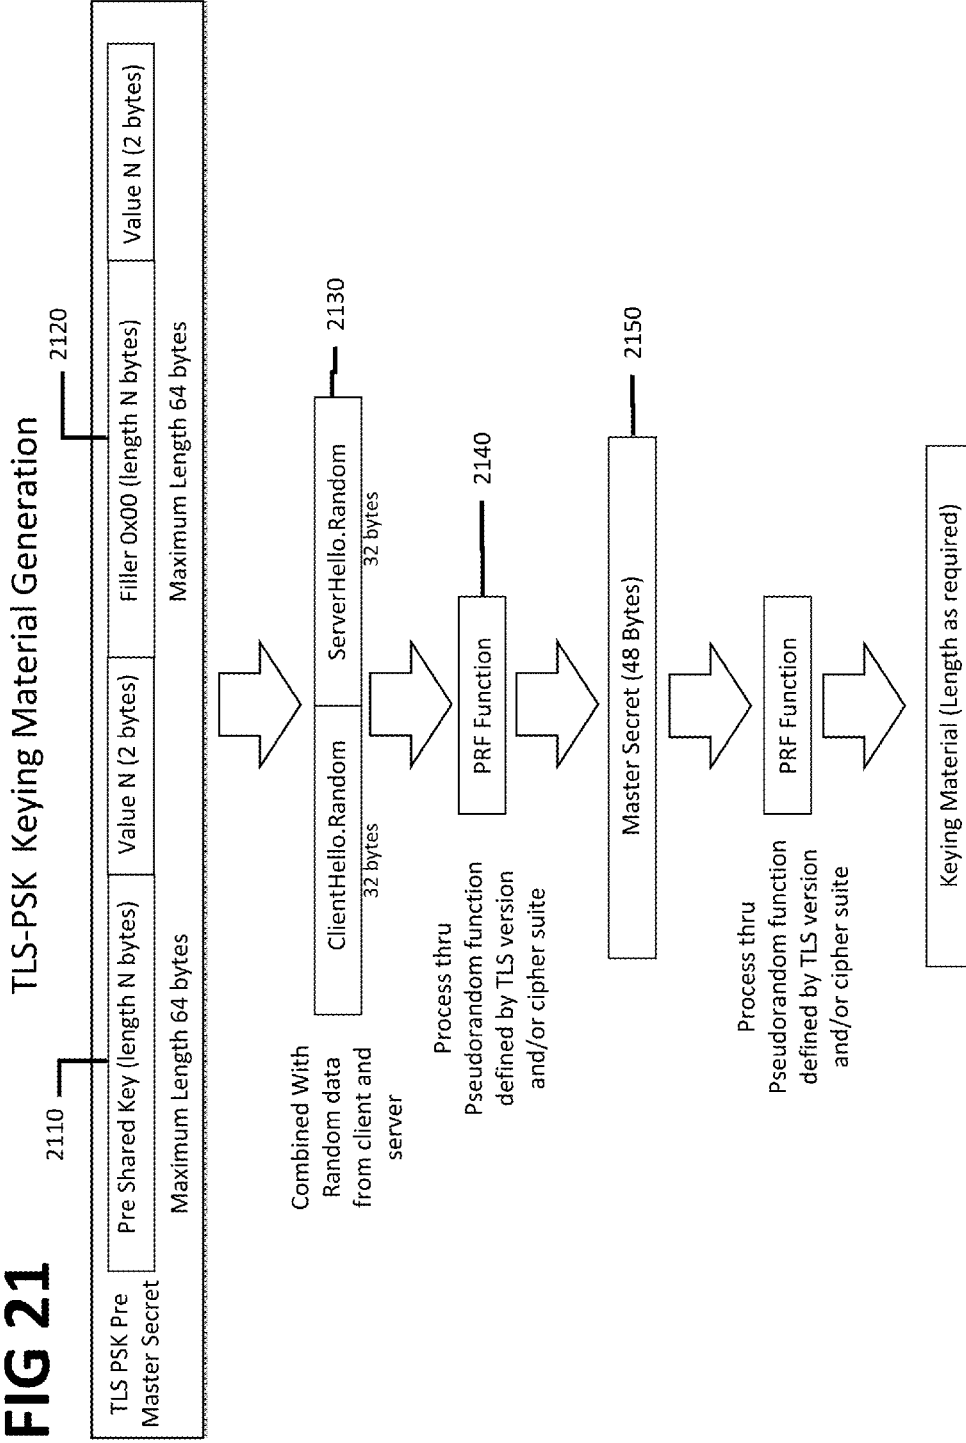 FIG 21
TLS-PSK Keying Material Generation
2110
2120
TLS PSK Pre
Master Secret
Pre Shared Key (length N bytes)
Value N (2 bytes)
Filler 0x00 (length N bytes)
Value N (2 bytes)
Maximum Length 64 bytes
Maximum Length 64 bytes
Combined With
Random data
from client and
server
ClientHello.Random
ServerHello.Random
2130
32 bytes
32 bytes
Process thru
Pseudorandom function
defined by TLS version
and/or cipher suite
PRF Function
2140
Master Secret (48 Bytes)
2150
Process thru
Pseudorandom function
defined by TLS version
and/or cipher suite
PRF Function
Keying Material (Length as required)